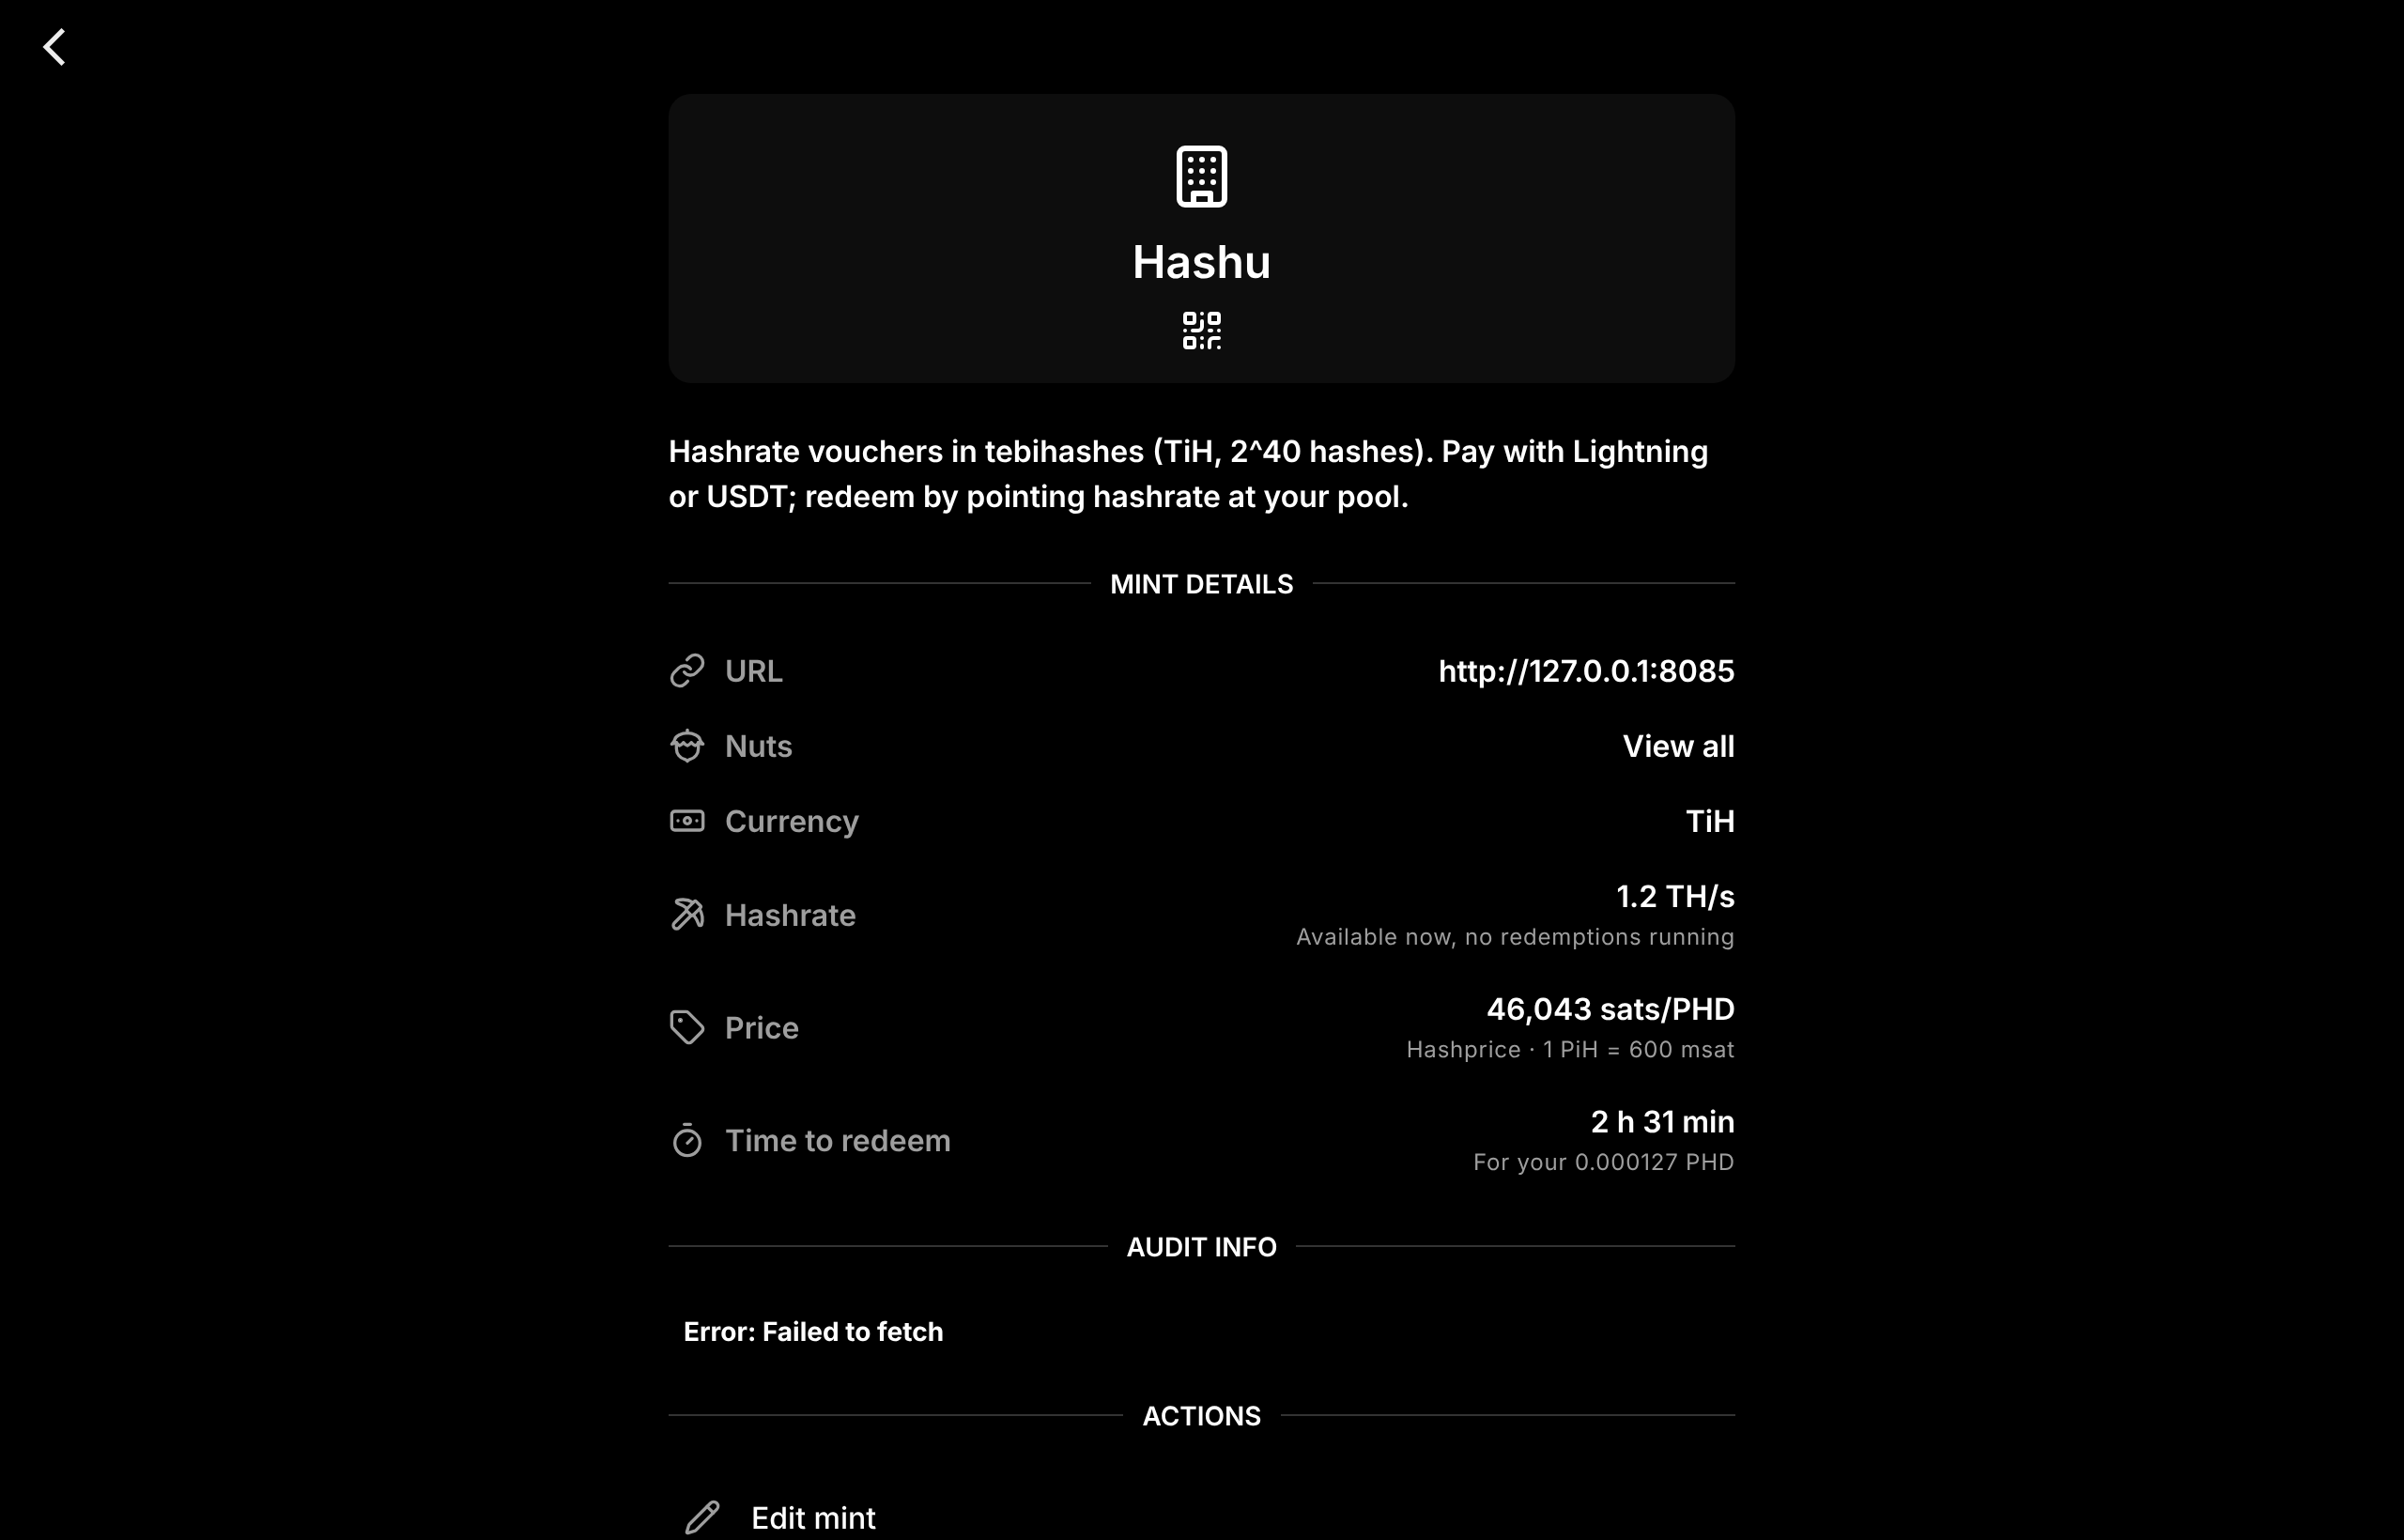 Hashu
Hashrate vouchers in tebihashes (TiH, 2^40 hashes). Pay with Lightning
or USDT; redeem by pointing hashrate at your pool.
MINT DETAILS
URL http://127.0.0.1:8085
Nuts View all
Currency TiH
Hashrate 1.2 TH/s
Available now, no redemptions running
Price 46,043 sats/PHD
Hashprice · 1 PiH = 600 msat
Time to redeem 2 h 31 min
For your 0.000127 PHD
AUDIT INFO
Error: Failed to fetch
ACTIONS
Edit mint